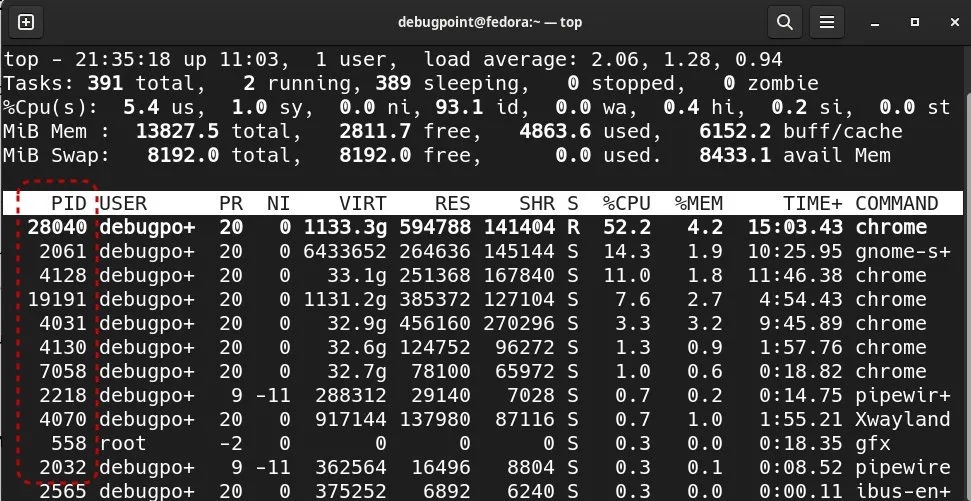 debugpoint@fedora:~ — top
top - 21:35:18 up 11:03,  1 user,  load average: 2.06, 1.28, 0.94
Tasks: 391 total,   2 running, 389 sleeping,   0 stopped,   0 zombie
%Cpu(s):  5.4 us,  1.0 sy,  0.0 ni, 93.1 id,  0.0 wa,  0.4 hi,  0.2 si,  0.0 st
MiB Mem :  13827.5 total,   2811.7 free,   4863.6 used,   6152.2 buff/cache
MiB Swap:   8192.0 total,   8192.0 free,      0.0 used.   8433.1 avail Mem
PID USER      PR  NI    VIRT    RES    SHR S  %CPU  %MEM     TIME+ COMMAND
28040 debugpo+  20   0 1133.3g 594788 141404 R  52.2   4.2  15:03.43 chrome
2061 debugpo+  20   0 6433652 264636 145144 S  14.3   1.9  10:25.95 gnome-s+
4128 debugpo+  20   0   33.1g 251368 167840 S  11.0   1.8  11:46.38 chrome
19191 debugpo+  20   0 1131.2g 385372 127104 S   7.6   2.7   4:54.43 chrome
4031 debugpo+  20   0   32.9g 456160 270296 S   3.3   3.2   9:45.89 chrome
4130 debugpo+  20   0   32.6g 124752  96272 S   1.3   0.9   1:57.76 chrome
7058 debugpo+  20   0   32.7g  78100  65972 S   1.0   0.6   0:18.82 chrome
2218 debugpo+   9 -11  288312  29140   7028 S   0.7   0.2   0:14.75 pipewir+
4070 debugpo+  20   0  917144 137980  87116 S   0.7   1.0   1:55.21 Xwayland
558 root      -2   0       0      0      0 S   0.3   0.0   0:18.35 gfx
2032 debugpo+   9 -11  362564  16496   8804 S   0.3   0.1   0:08.52 pipewire
2565 debugpo+  20   0  375252   6892   6240 S   0.3   0.0   0:00.11 ibus-en+